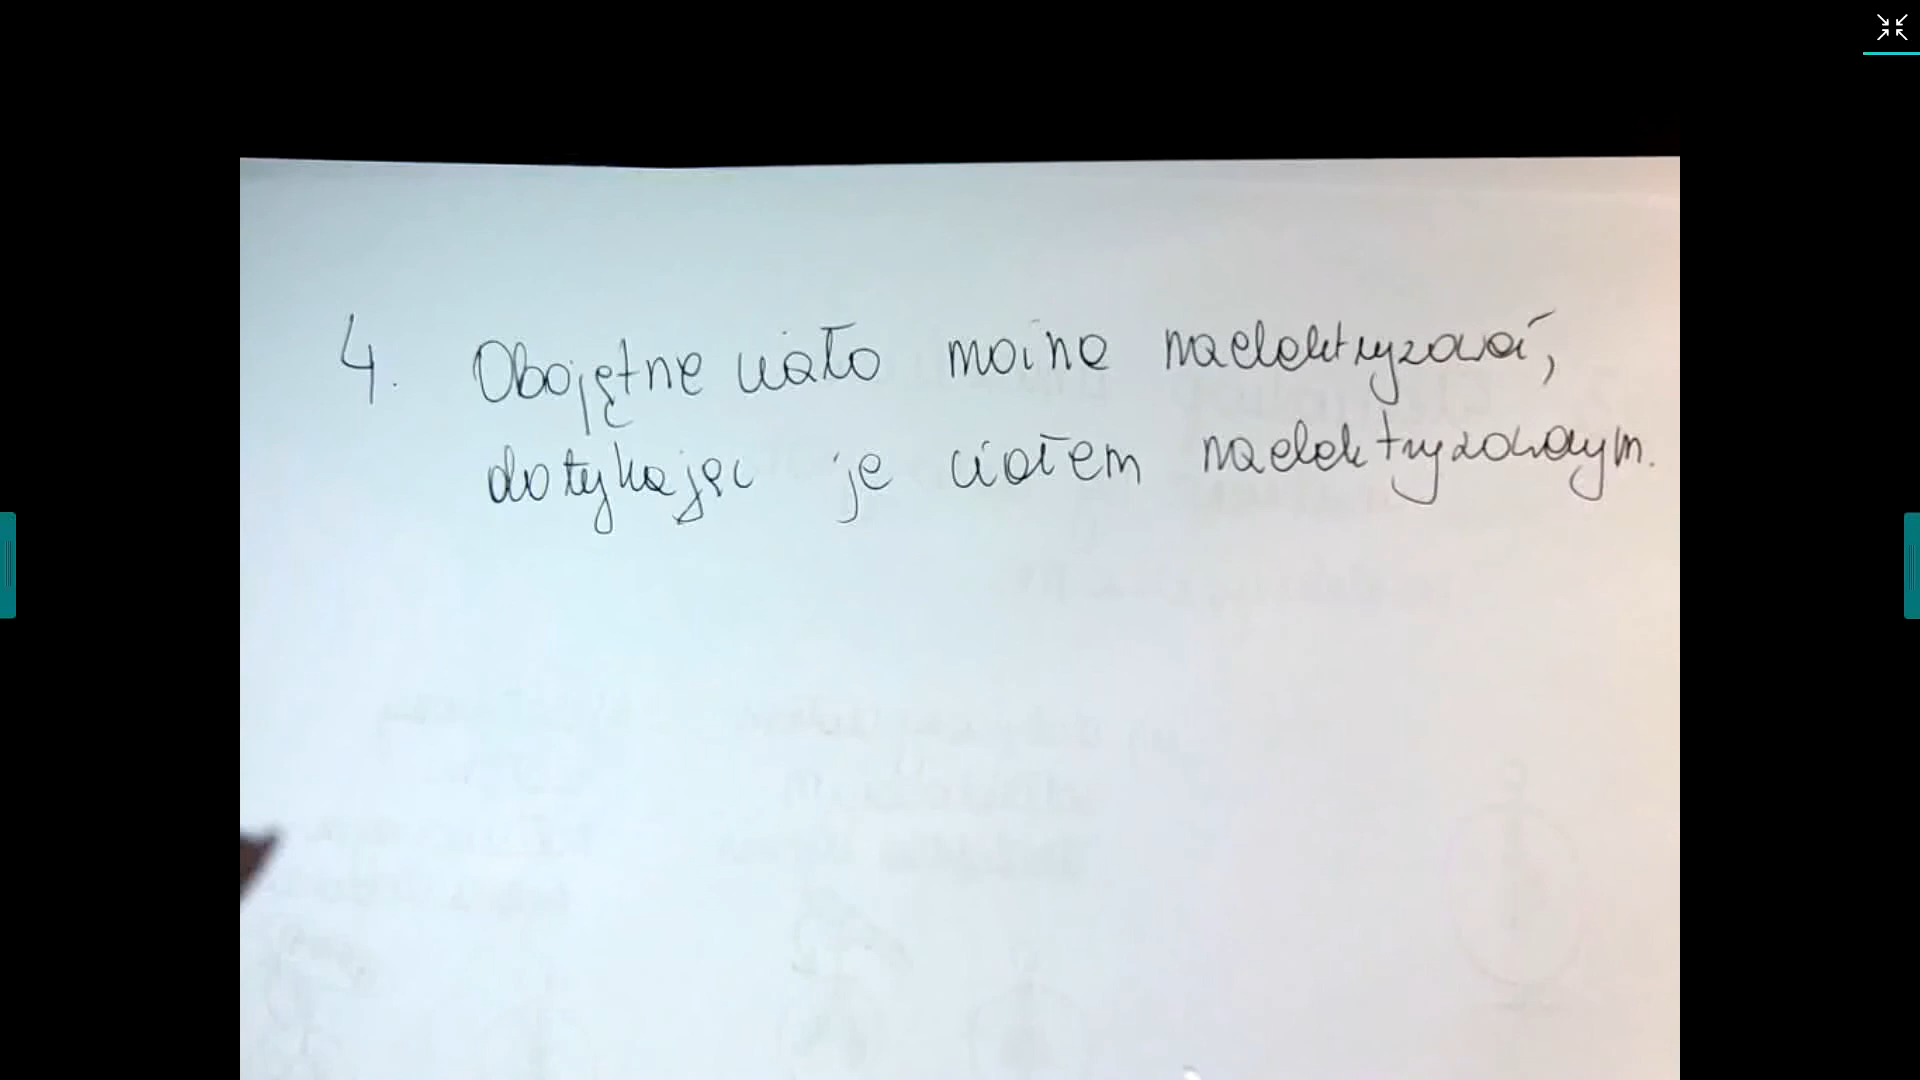 4. Obojętne ciało można naelektryzować,
dotykając je ciałem naelektryzowanym.